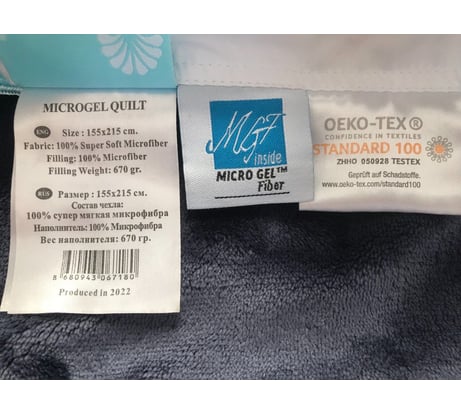 MICROGEL QUILT
ENG
Size : 155x215 cm.
Fabric: 100% Super Soft Microfiber
Filling: 100% Microfiber
Filling Weight: 670 gr.
RUS
Размер : 155x215 см.
Состав чехла:
100% супер мягкая микрофибра
Наполнитель: 100% Микрофибра
Вес наполнителя: 670 гр.
8 680943 067180
Produced in 2022
MGF
inside
MICRO GEL™
Fiber
OEKO-TEX®
CONFIDENCE IN TEXTILES
STANDARD 100
ZHHO 050928 TESTEX
Geprüft auf Schadstoffe.
www.oeko-tex.com/standard100